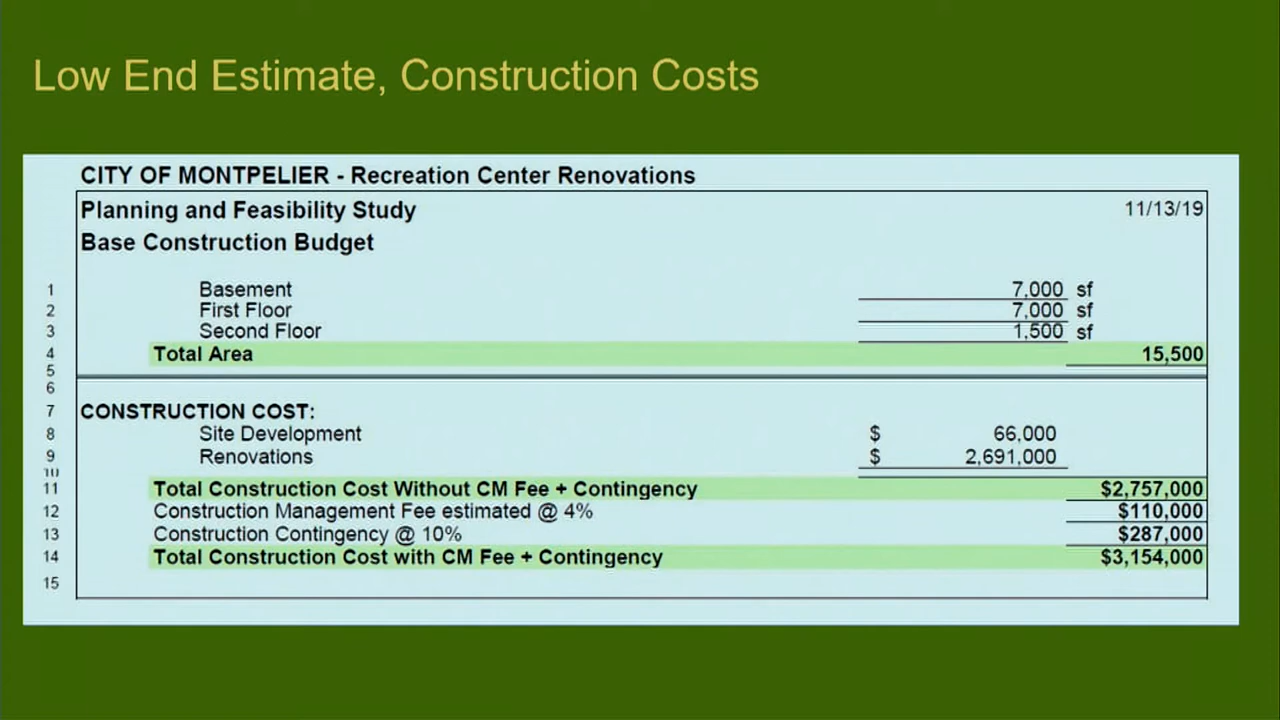 Low End Estimate, Construction Costs
CITY OF MONTPELIER - Recreation Center Renovations
Planning and Feasibility Study 11/13/19
Base Construction Budget
1 Basement 7,000 sf
2 First Floor 7,000 sf
3 Second Floor 1,500 sf
4 Total Area 15,500
5
6
7 CONSTRUCTION COST:
8 Site Development $ 66,000
9 Renovations $ 2,691,000
10
11 Total Construction Cost Without CM Fee + Contingency $2,757,000
12 Construction Management Fee estimated @ 4% $110,000
13 Construction Contingency @ 10% $287,000
14 Total Construction Cost with CM Fee + Contingency $3,154,000
15